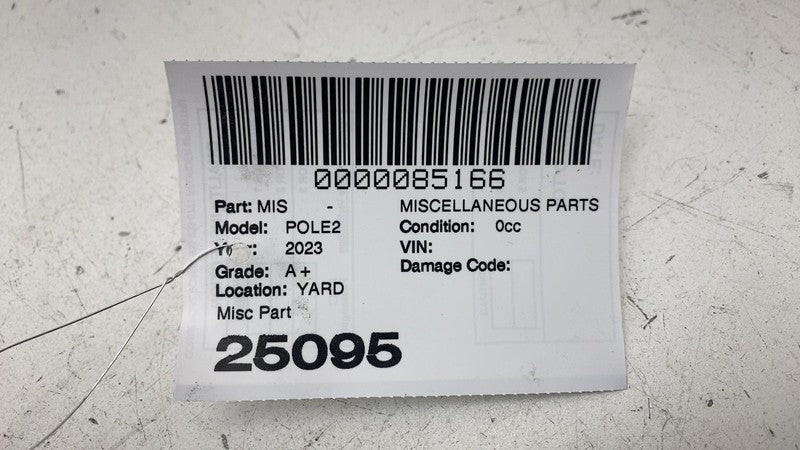 0000085166
Part: MIS - MISCELLANEOUS PARTS
Model: POLE2 Condition: 0cc
Year: 2023 VIN:
Grade: A+ Damage Code:
Location: YARD
Misc Part
25095